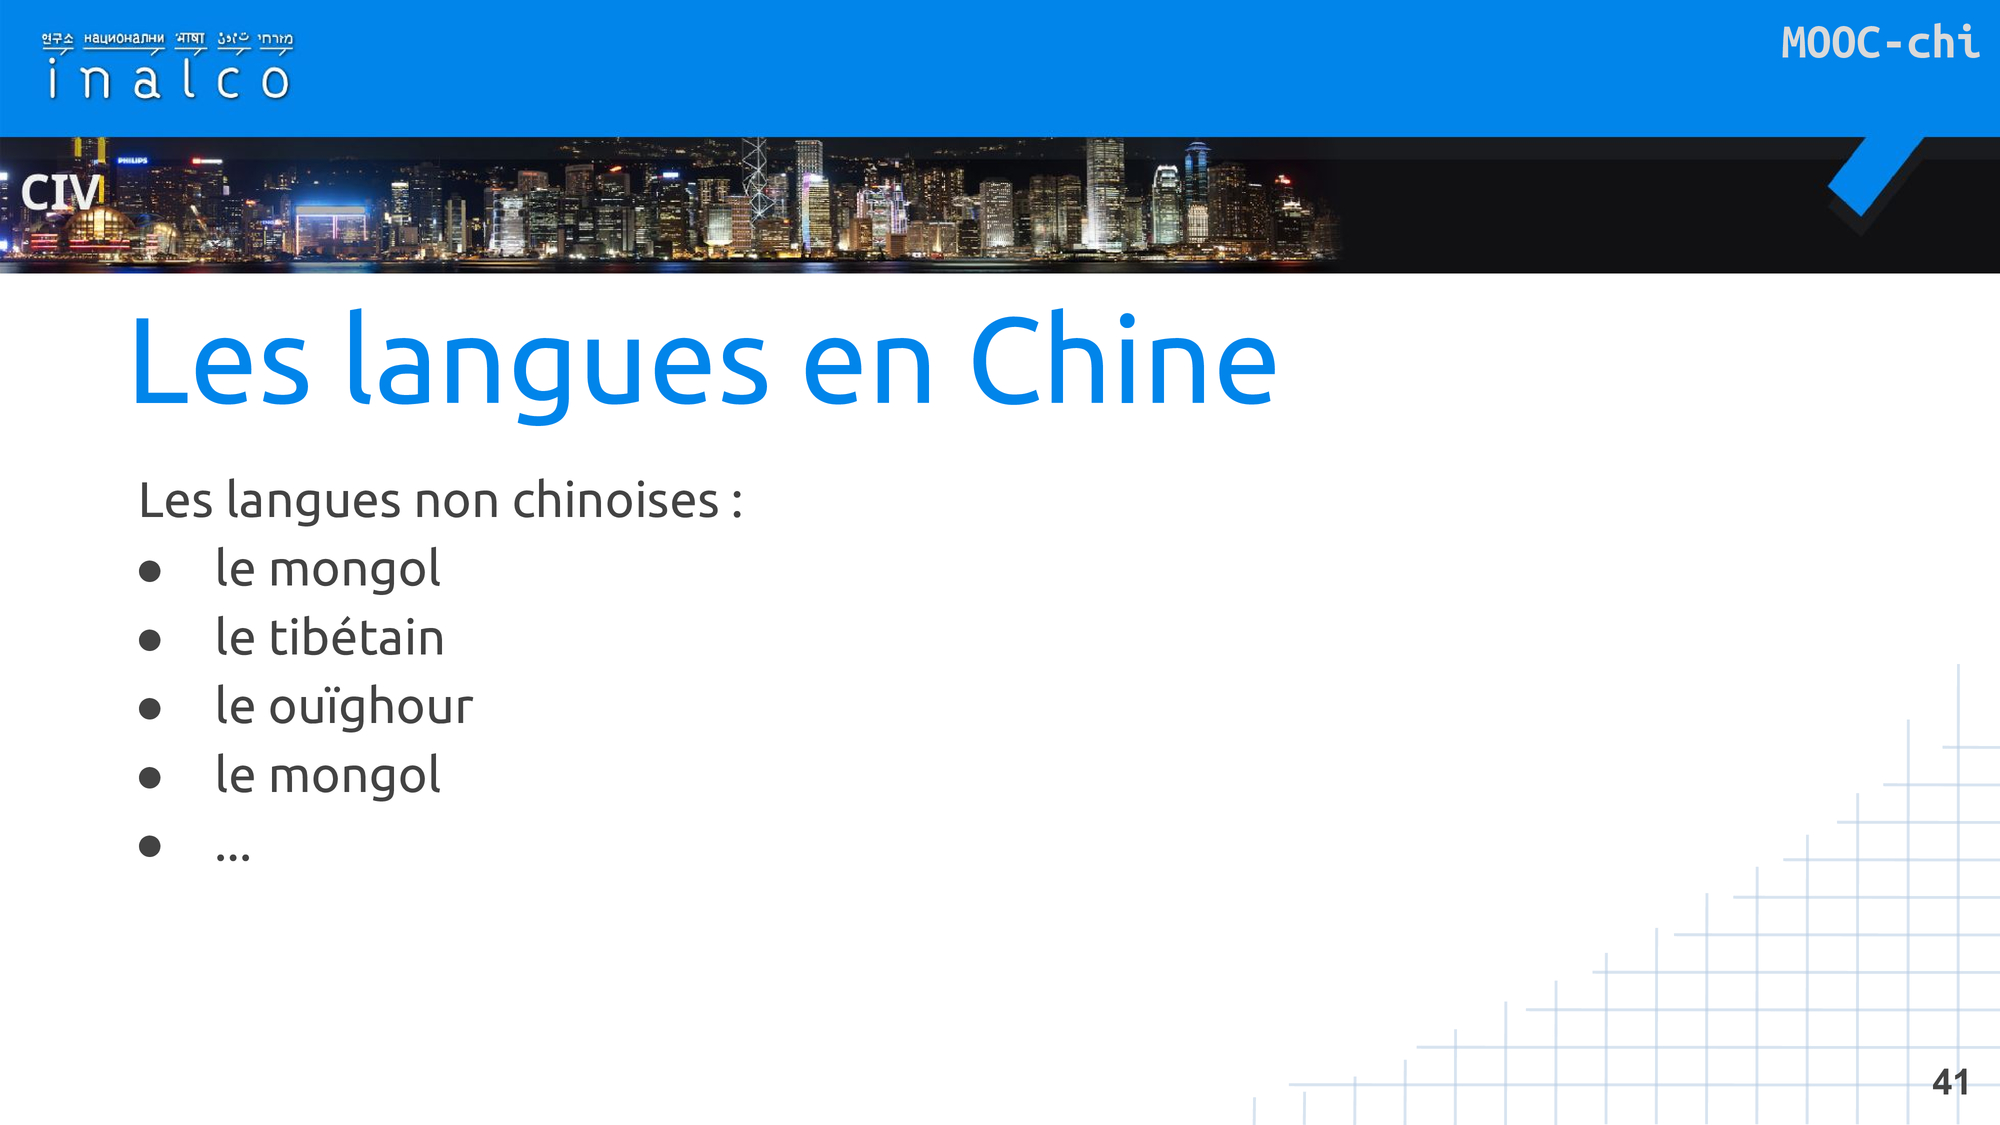 연구소 национални भाषा מזרחי
inalco
MOOC-chi
PHILIPS
CIV
Les langues en Chine
Les langues non chinoises :
● le mongol
● le tibétain
● le ouïghour
● le mongol
● ...
41